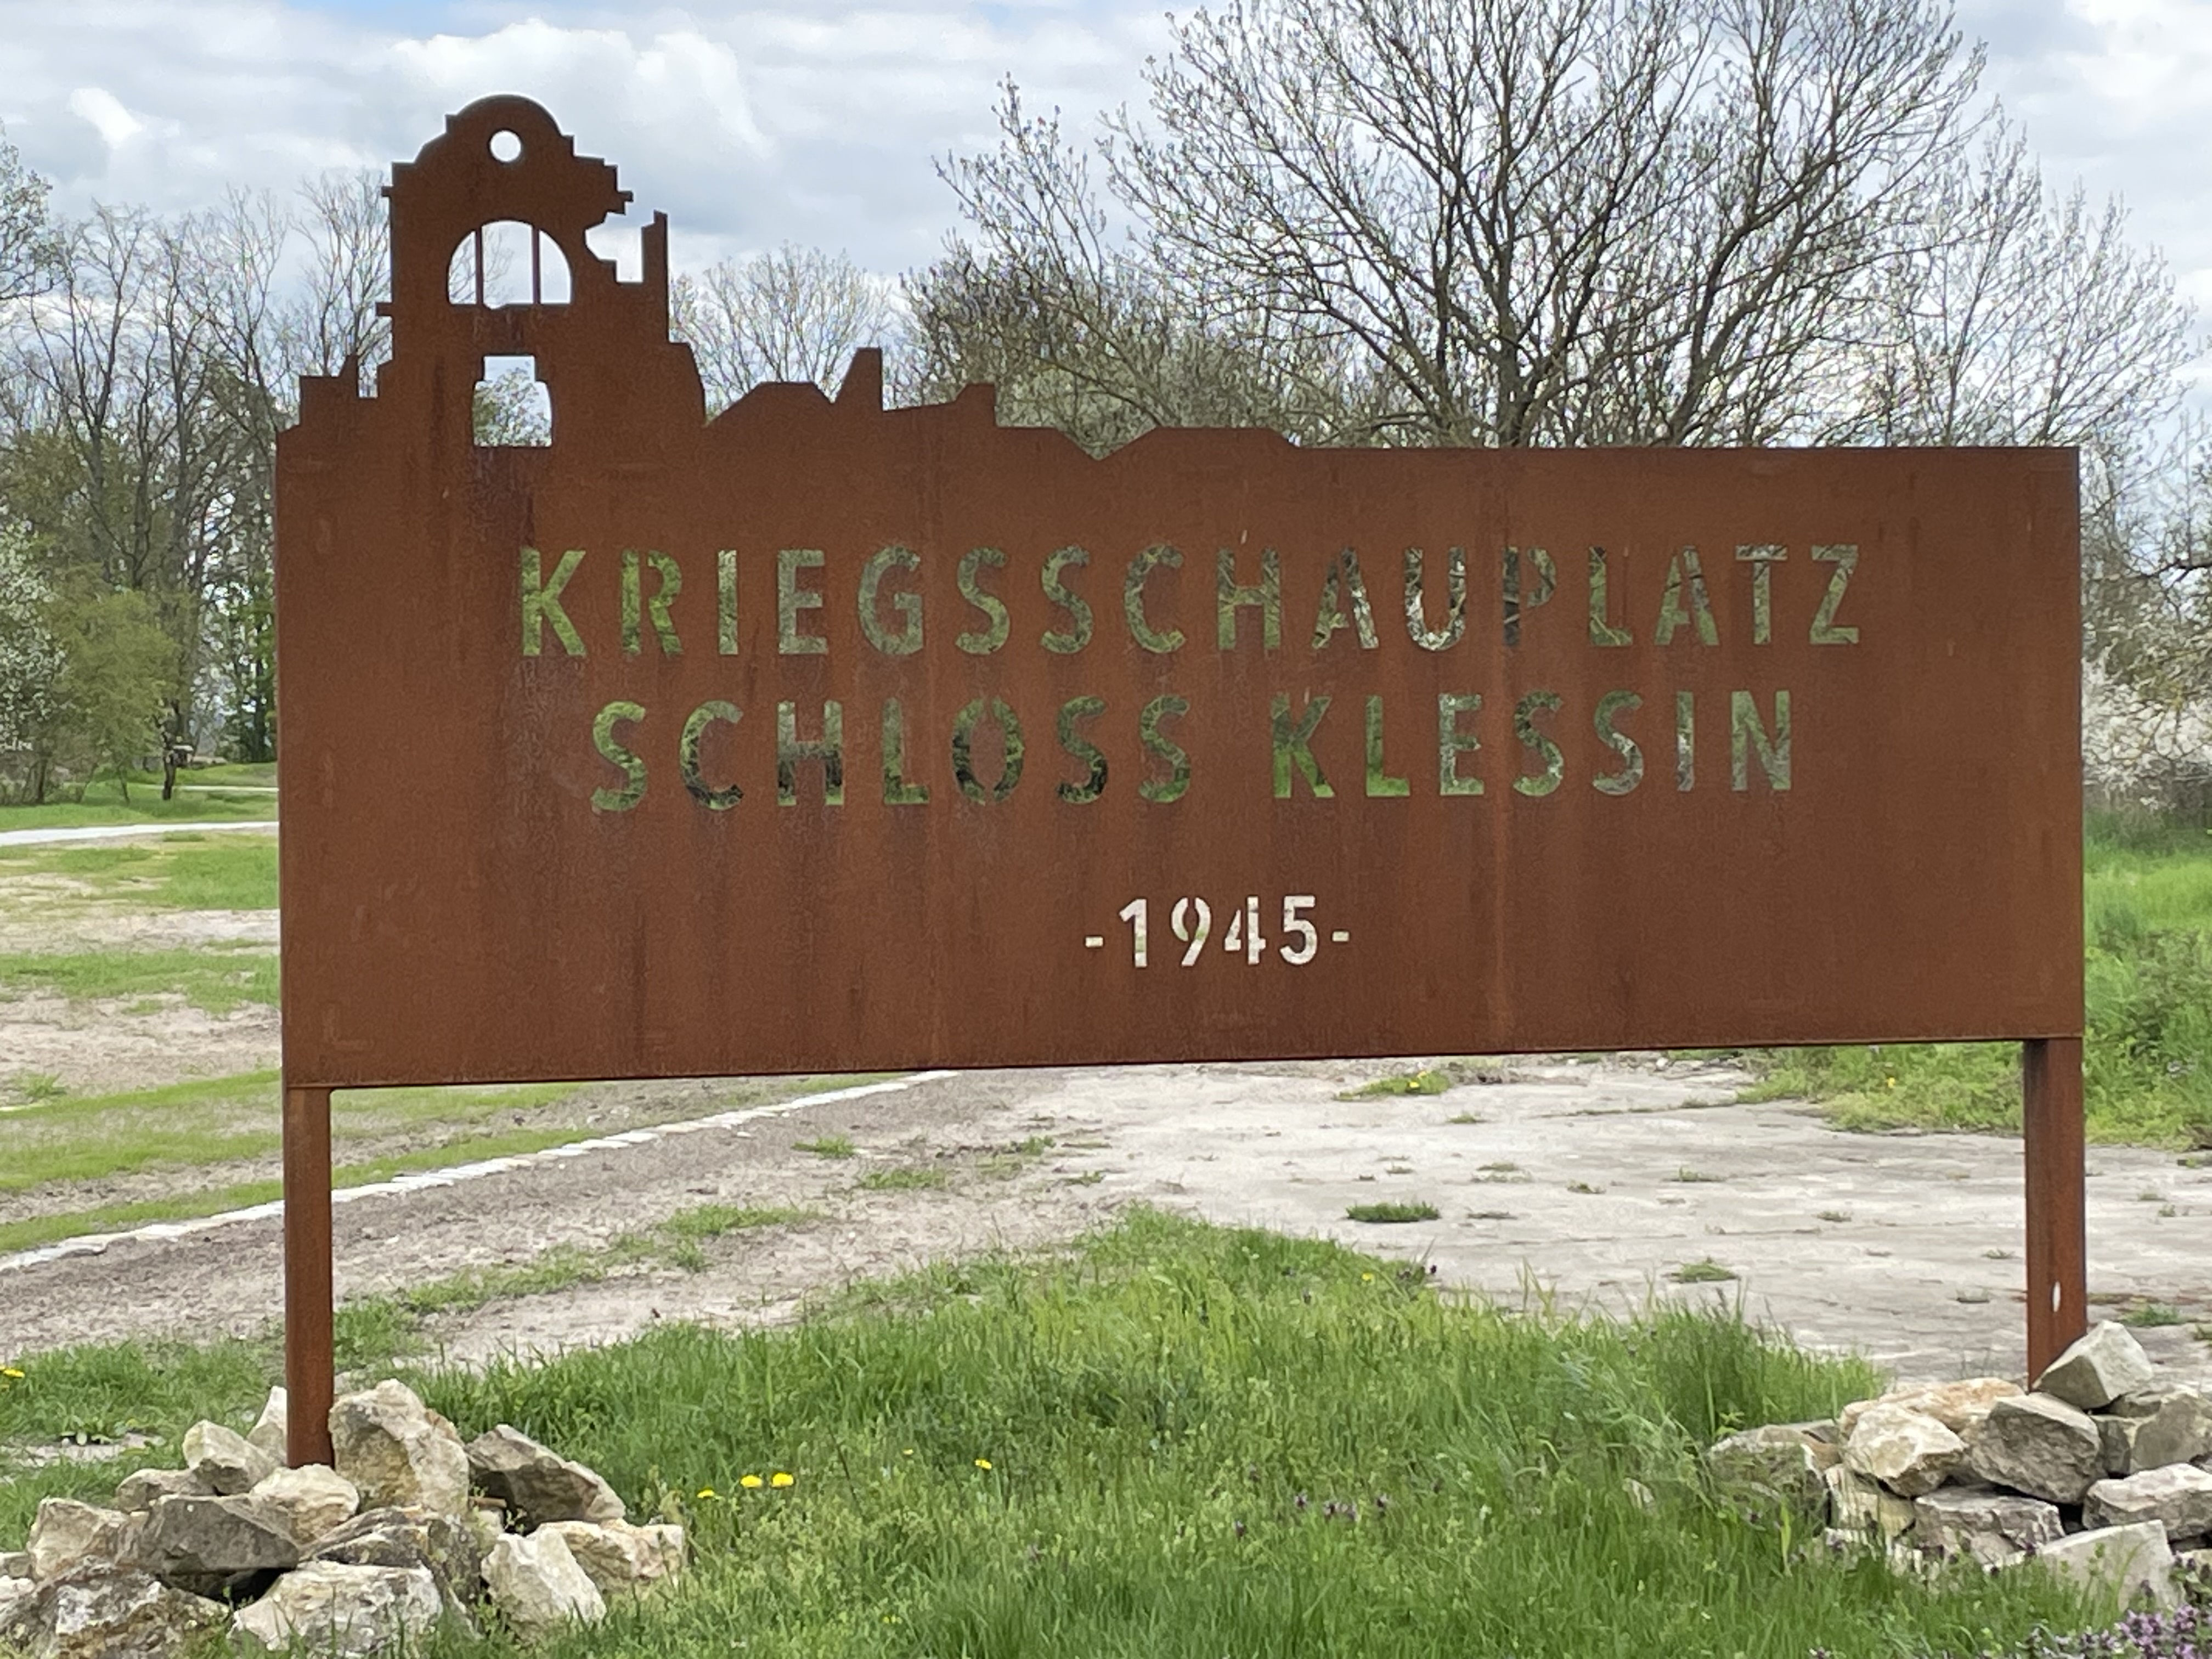 KRIEGSSCHAUPLATZ
SCHLOSS KLESSIN
-1945-